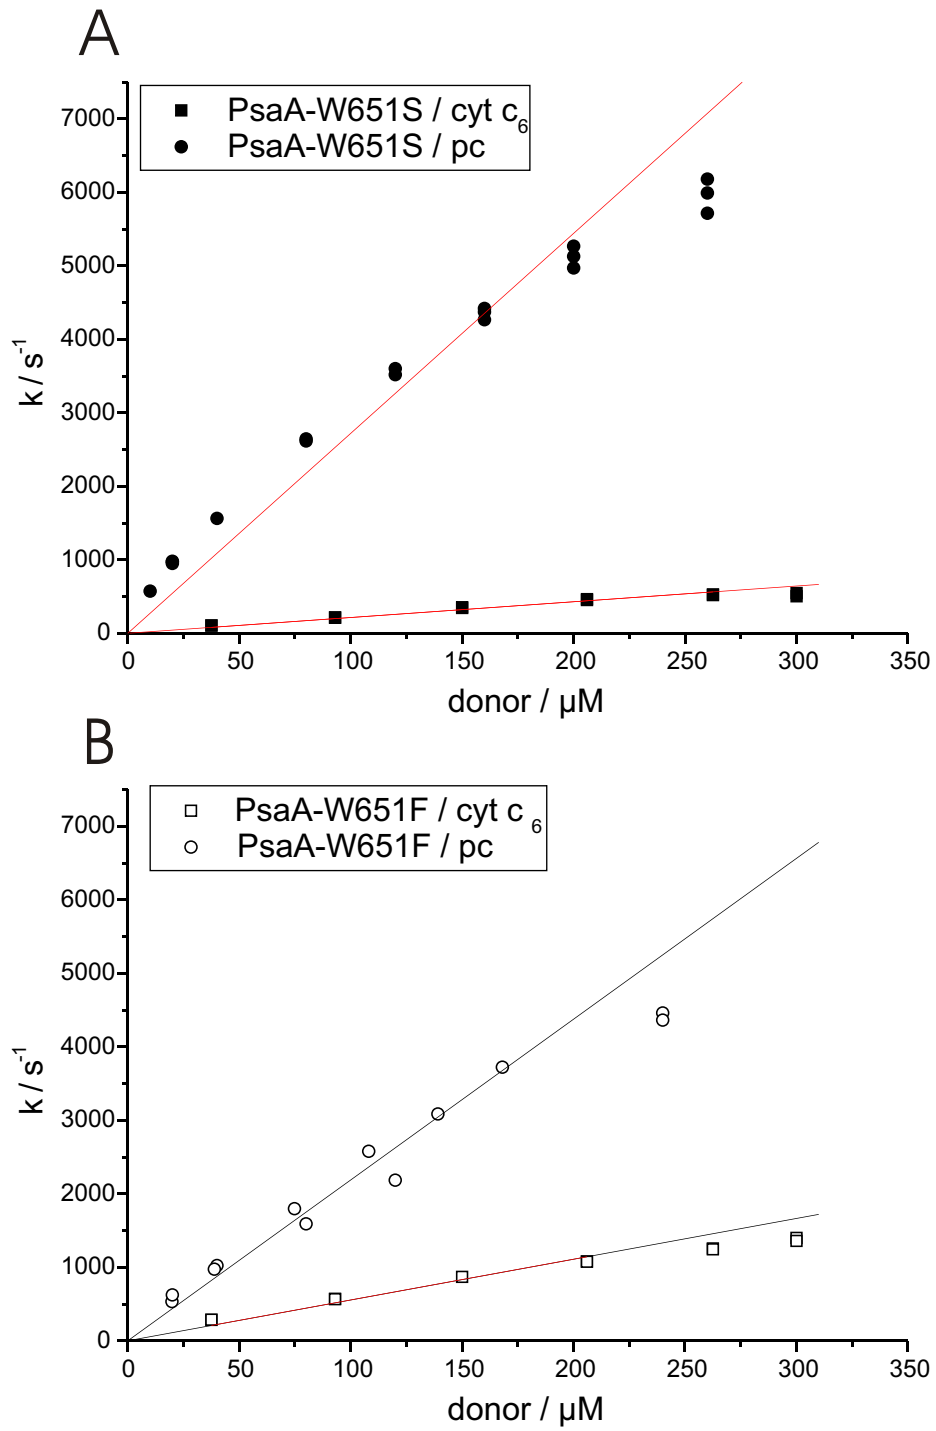 A
PsaA-W651S / cyt c6
PsaA-W651S / pc
7000
6000
5000
4000
3000
2000
1000
0
k / s-1
0 50 100 150 200 250 300 350
donor / µM
B
PsaA-W651F / cyt c 6
PsaA-W651F / pc
7000
6000
5000
4000
3000
2000
1000
0
k / s-1
0 50 100 150 200 250 300 350
donor / µM